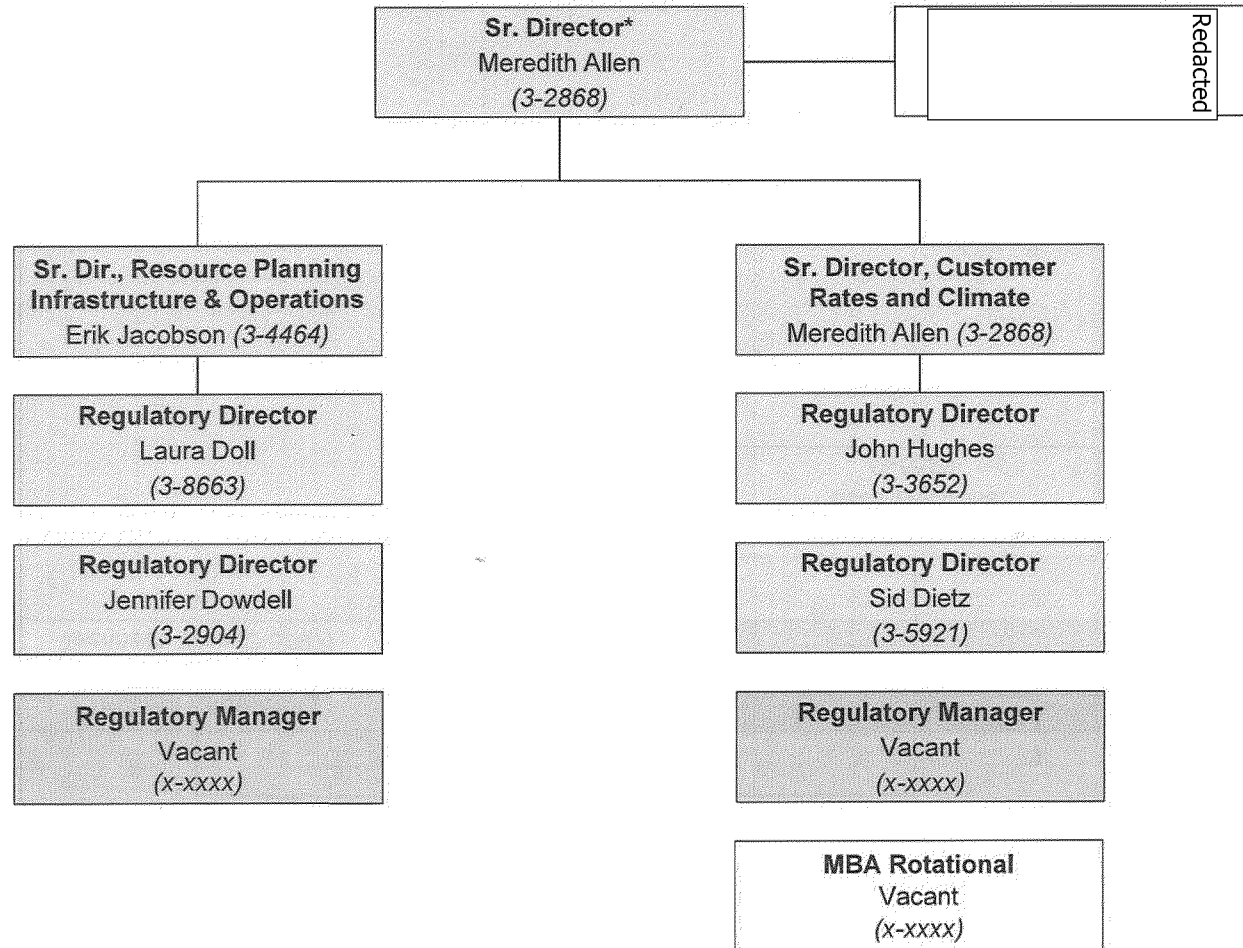 Sr. Director*
Meredith Allen
(3-2868)
Redacted
Sr. Dir., Resource Planning
Infrastructure & Operations
Erik Jacobson (3-4464)
Regulatory Director
Laura Doll
(3-8663)
Regulatory Director
Jennifer Dowdell
(3-2904)
Regulatory Manager
Vacant
(x-xxxx)
Sr. Director, Customer
Rates and Climate
Meredith Allen (3-2868)
Regulatory Director
John Hughes
(3-3652)
Regulatory Director
Sid Dietz
(3-5921)
Regulatory Manager
Vacant
(x-xxxx)
MBA Rotational
Vacant
(x-xxxx)